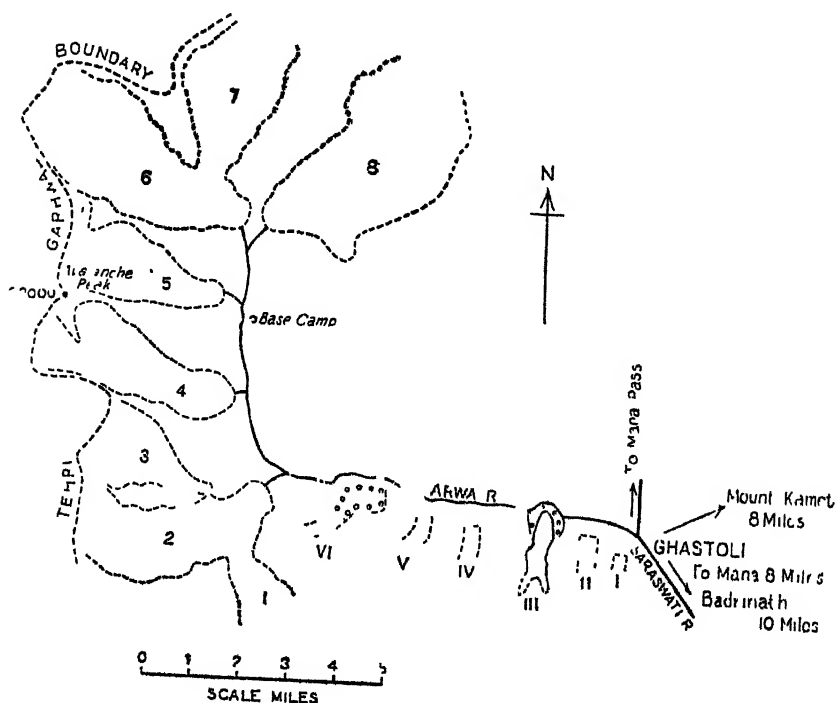 BOUNDARY
7
8
6
N
5
Peak
Base Camp
4
To Mana Pass
3
ARWA R
Mount Kamet
8 Miles
2
VI
V
IV
III
II
I
GHASTOLI
SARASWATI R
To Mana 8 Miles
Badrinath
10 Miles
1
0 1 2 3 4 5
SCALE MILES